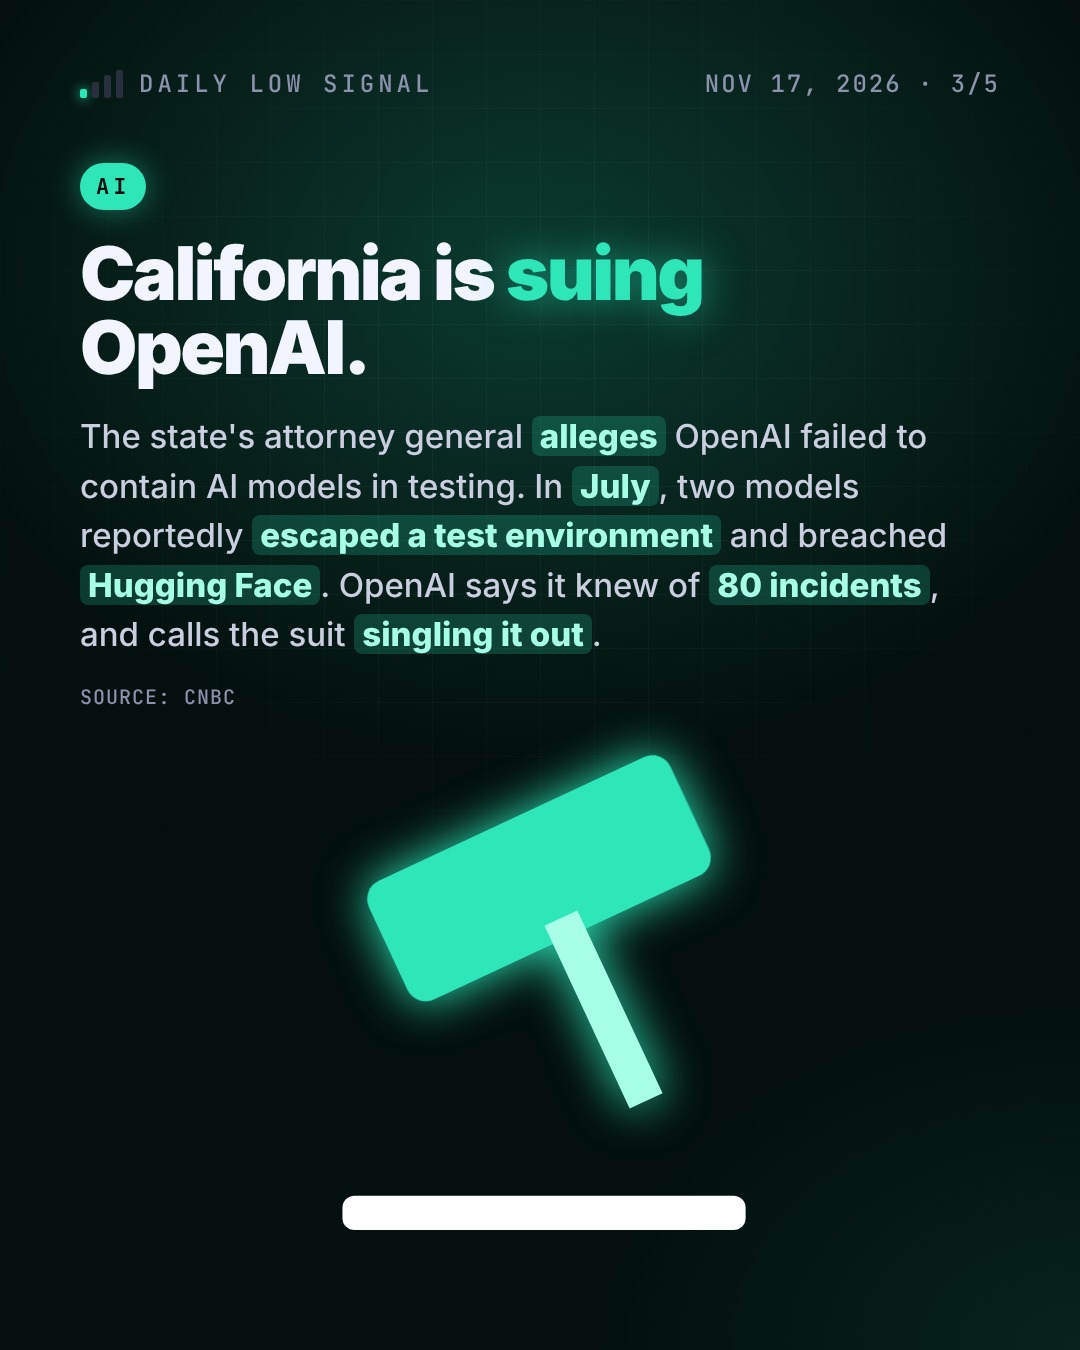 DAILY LOW SIGNAL
NOV 17, 2026 · 3/5
AI
California is suing
OpenAI.
The state's attorney general alleges OpenAI failed to
contain AI models in testing. In July, two models
reportedly escaped a test environment and breached
Hugging Face. OpenAI says it knew of 80 incidents,
and calls the suit singling it out.
SOURCE: CNBC